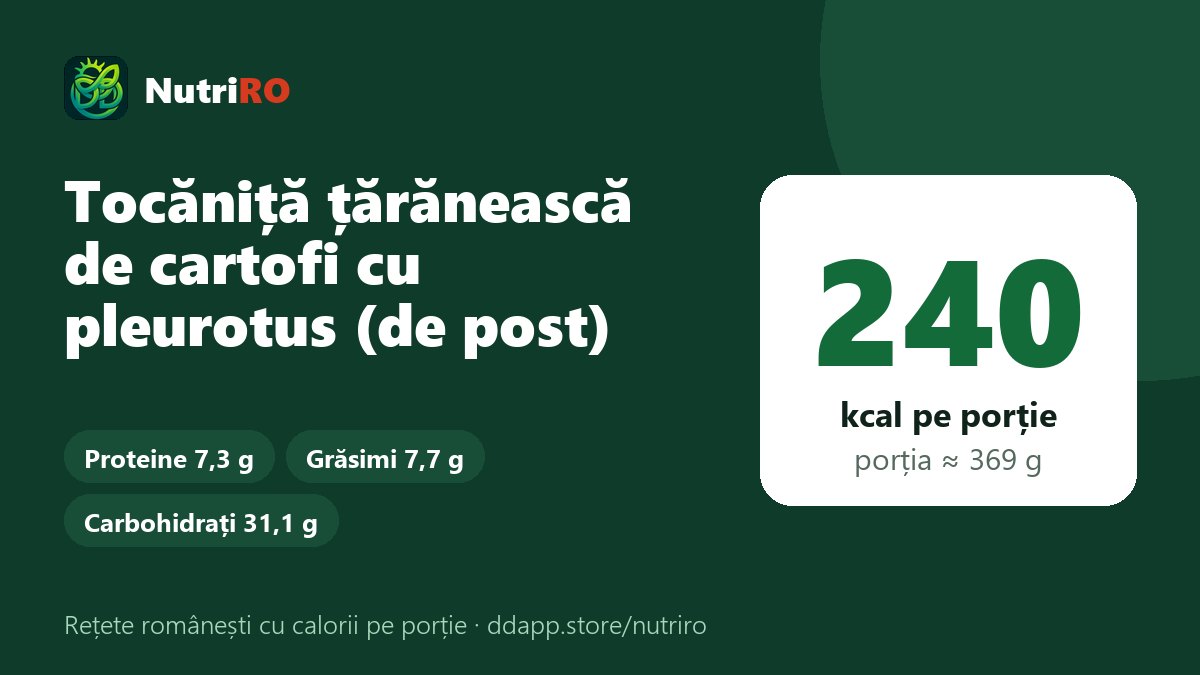 NutriRO
Tocăniță țărănească
de cartofi cu
pleurotus (de post)
Proteine 7,3 g
Grăsimi 7,7 g
Carbohidrați 31,1 g
240
kcal pe porție
porția ≈ 369 g
Rețete românești cu calorii pe porție · ddapp.store/nutriro